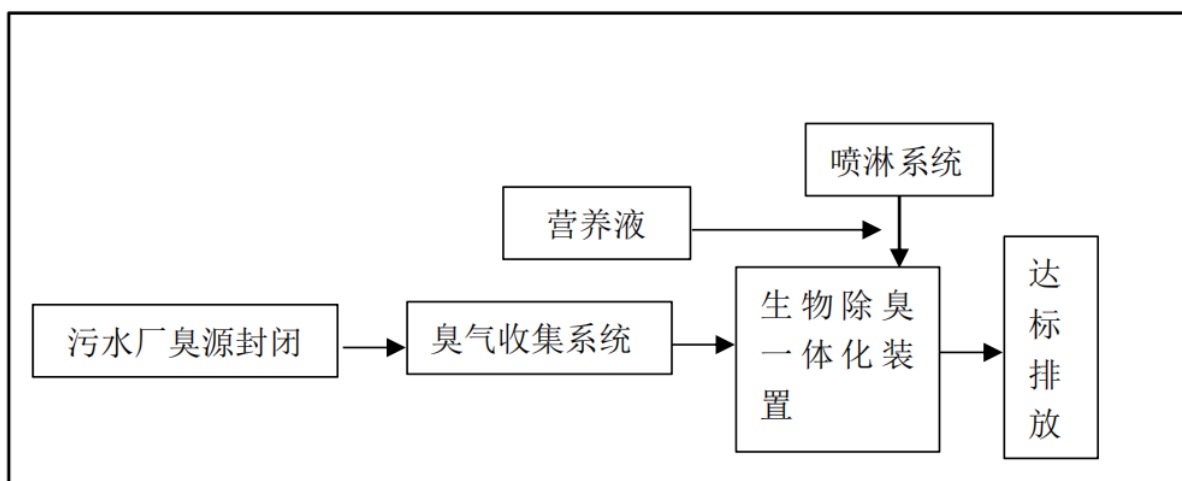 喷淋系统
营养液
污水厂臭源封闭
臭气收集系统
生物除臭
一体化装
置
达
标
排
放